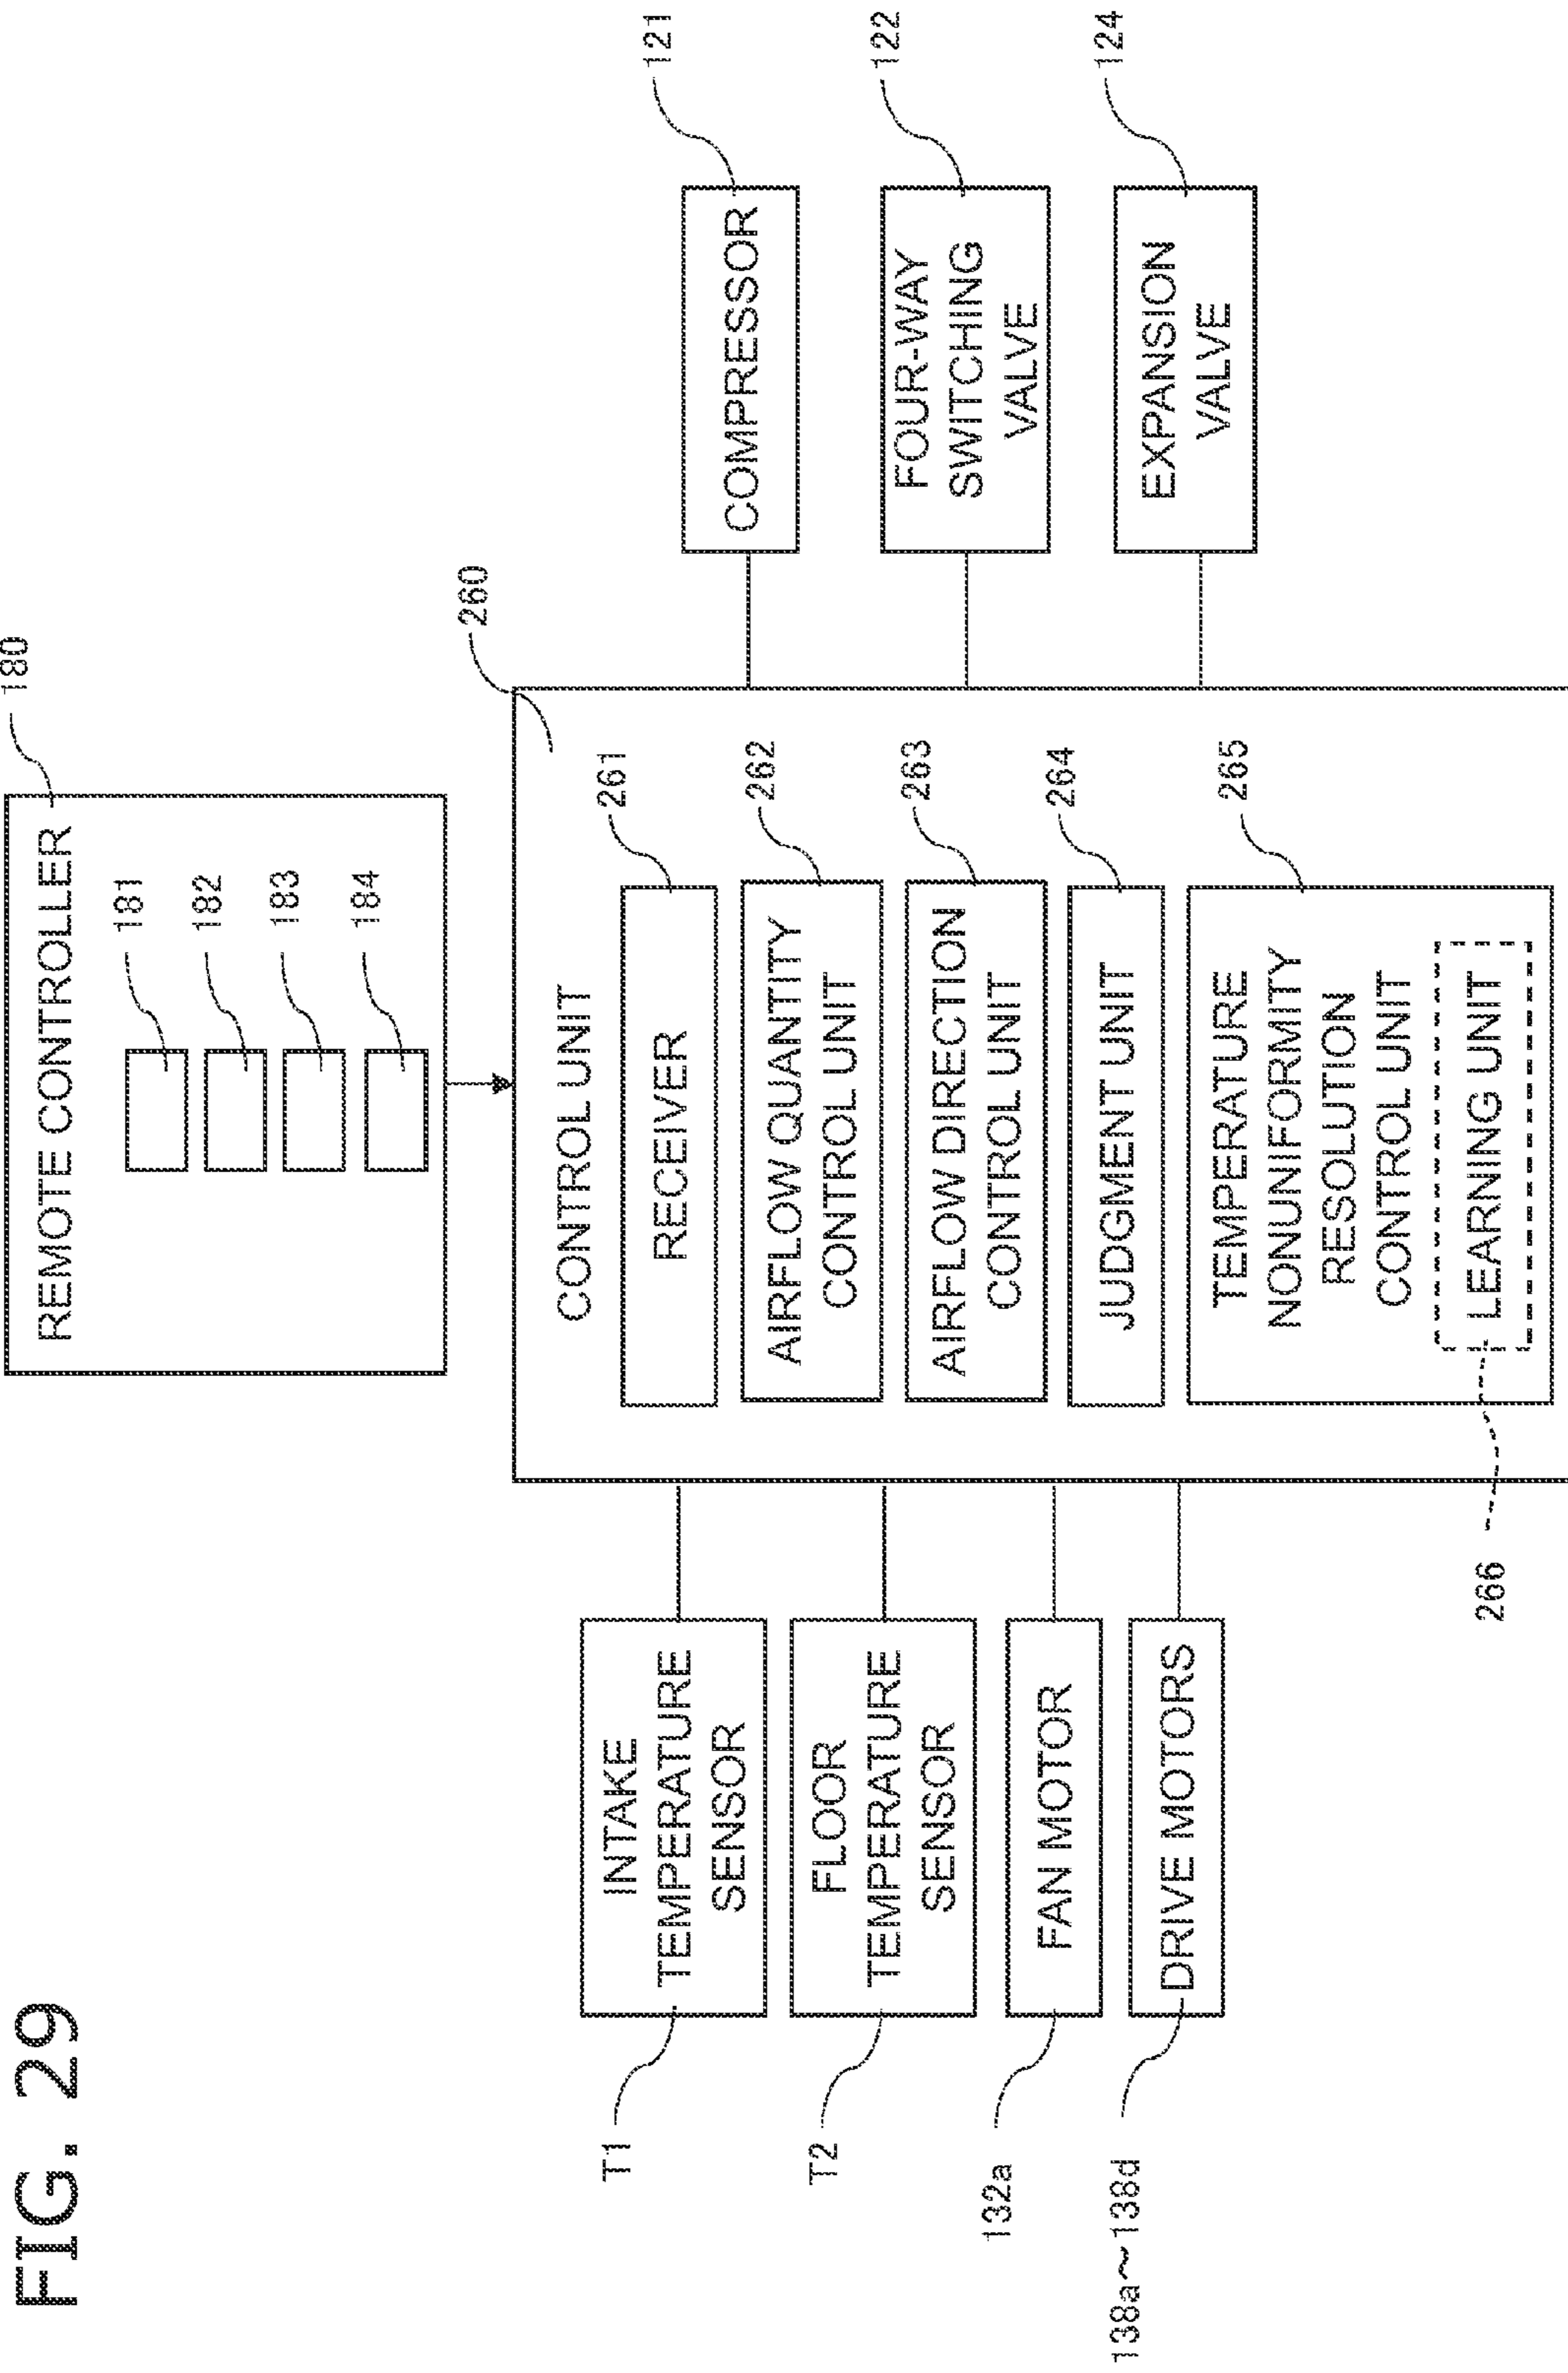 FIG. 29
REMOTE CONTROLLER
180
181
182
183
184
CONTROL UNIT
260
RECEIVER
261
AIRFLOW QUANTITY
CONTROL UNIT
262
AIRFLOW DIRECTION
CONTROL UNIT
263
JUDGMENT UNIT
264
TEMPERATURE
NONUNIFORMITY
RESOLUTION
CONTROL UNIT
265
LEARNING UNIT
266
T1
INTAKE
TEMPERATURE
SENSOR
T2
FLOOR
TEMPERATURE
SENSOR
132a
FAN MOTOR
138a～138d
DRIVE MOTORS
COMPRESSOR
121
FOUR-WAY
SWITCHING
VALVE
122
EXPANSION
VALVE
124